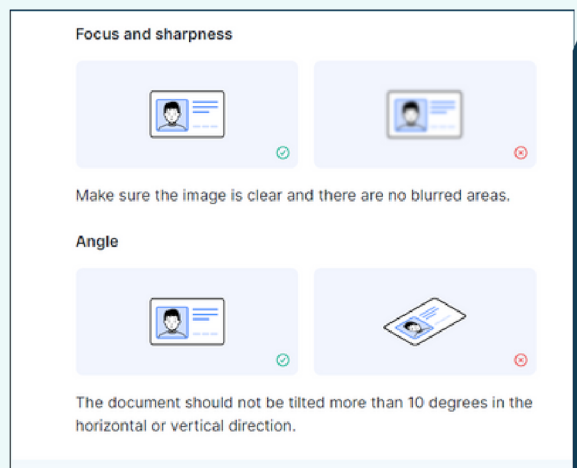 Focus and sharpness
Make sure the image is clear and there are no blurred areas.
Angle
The document should not be tilted more than 10 degrees in the
horizontal or vertical direction.